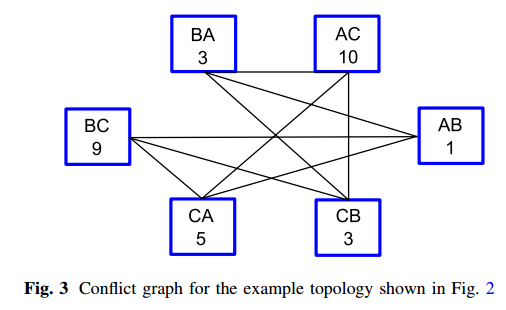 BA
3
AC
10
BC
9
AB
1
CA
5
CB
3
Fig. 3 Conflict graph for the example topology shown in Fig. 2